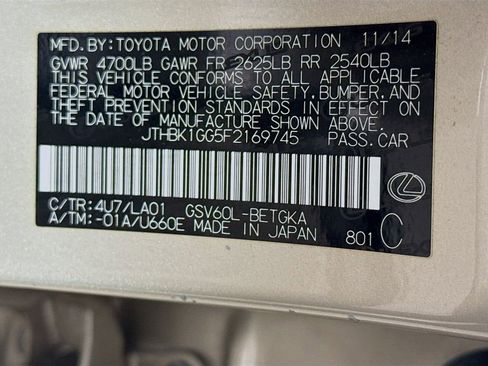 MFD. BY: TOYOTA MOTOR CORPORATION 11/14
GVWR 4700LB GAWR FR 2625LB RR 2540LB
THIS VEHICLE CONFORMS TO ALL APPLICABLE
FEDERAL MOTOR VEHICLE SAFETY, BUMPER, AND
THEFT PREVENTION STANDARDS IN EFFECT ON
THE DATE OF MANUFACTURE SHOWN ABOVE.
JTHBK1GG5F2169745 PASS.CAR
C/TR: 4U7/LA01 GSV60L-BETGKA
A/TM: -01A/U660E MADE IN JAPAN 801 C